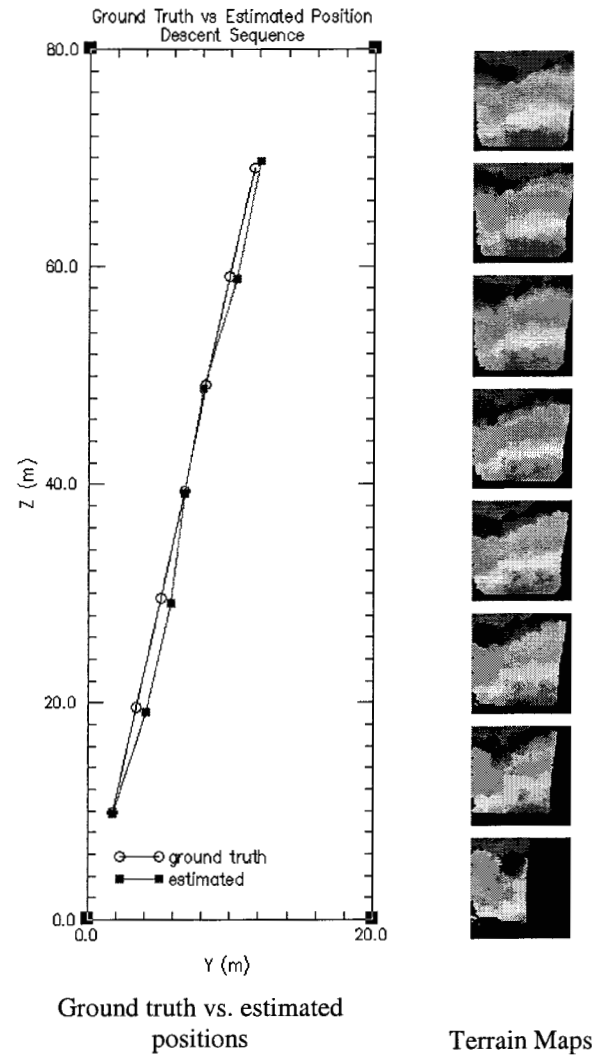 Ground Truth vs Estimated Position
Descent Sequence
80.0
60.0
40.0
20.0
0.0
Z (m)
ground truth
estimated
0.0
20.0
Y (m)
Ground truth vs. estimated
positions
Terrain Maps